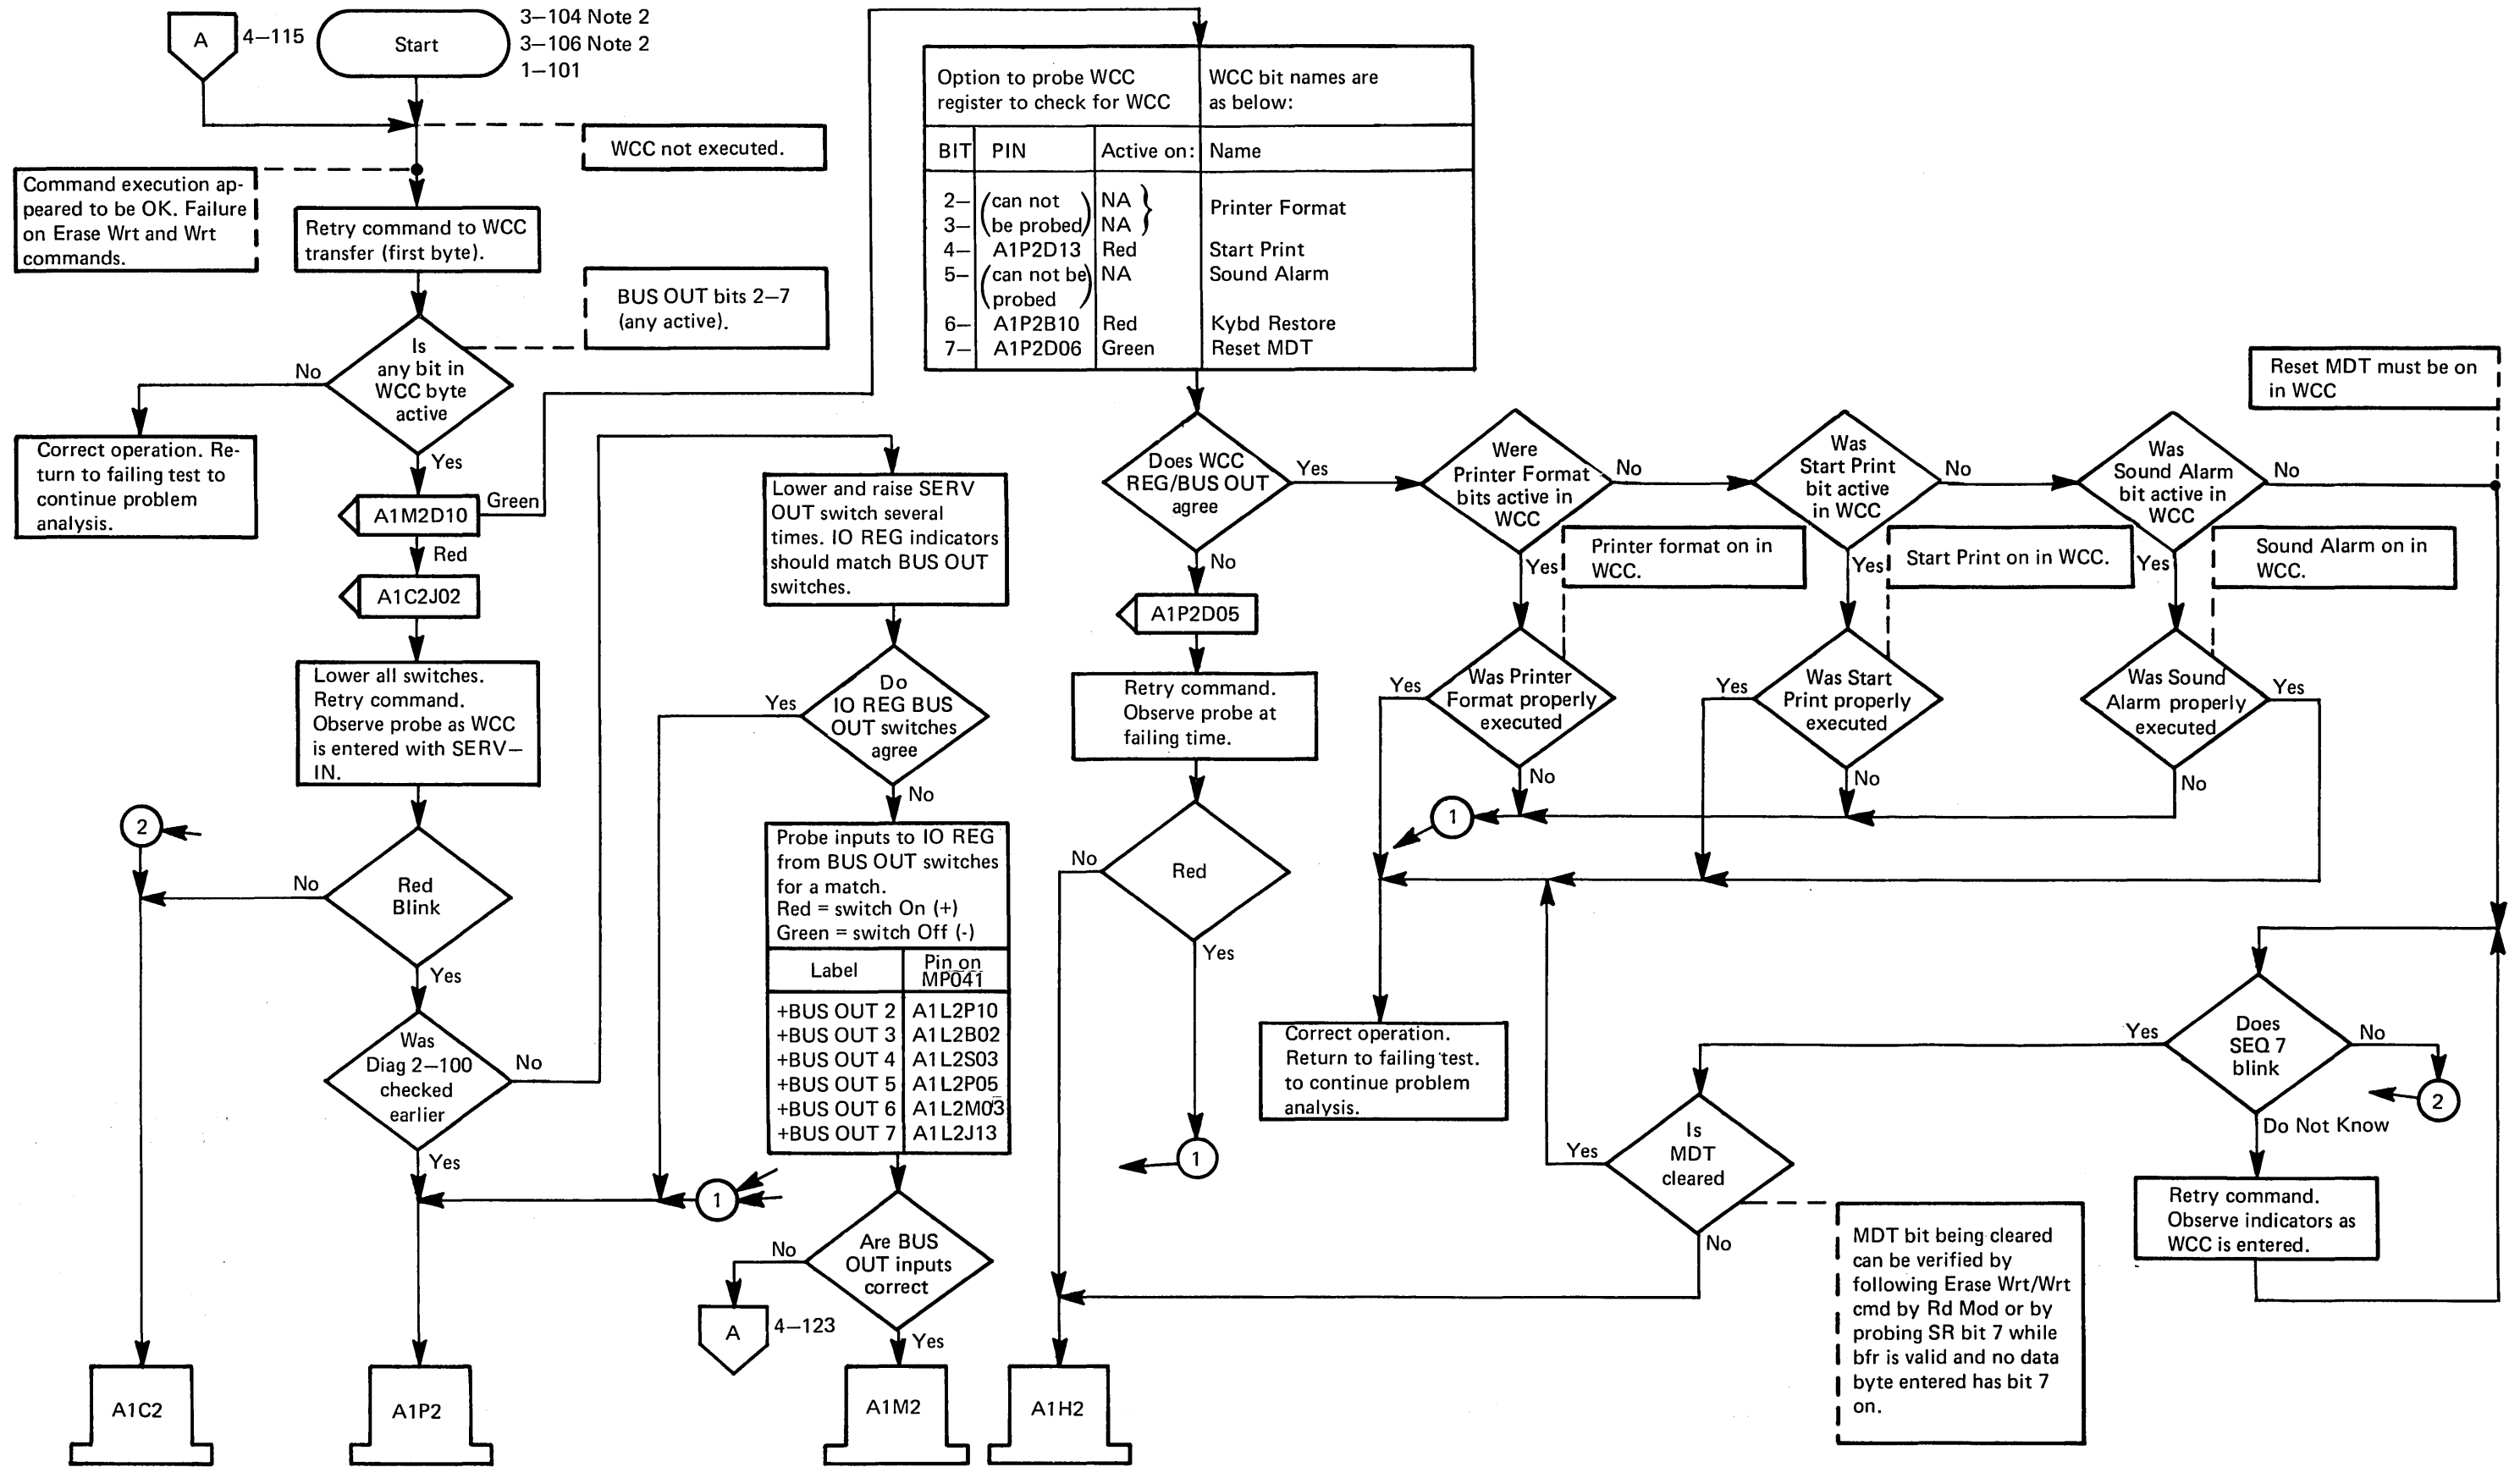 A
4–115
Start
3–104 Note 2
3–106 Note 2
1–101
WCC not executed.
Command execution ap-
peared to be OK. Failure
on Erase Wrt and Wrt
commands.
Retry command to WCC
transfer (first byte).
BUS OUT bits 2–7
(any active).
Is
any bit in
WCC byte
active
No
Yes
Correct operation. Re-
turn to failing test to
continue problem
analysis.
A1M2D10
Green
Red
A1C2J02
Lower all switches.
Retry command.
Observe probe as WCC
is entered with SERV–
IN.
2
Red
Blink
No
Yes
Was
Diag 2–100
checked
earlier
No
Yes
A1C2
A1P2
Lower and raise SERV
OUT switch several
times. IO REG indicators
should match BUS OUT
switches.
Do
IO REG BUS
OUT switches
agree
Yes
No
Probe inputs to IO REG
from BUS OUT switches
for a match.
Red = switch On (+)
Green = switch Off (-)
Label
Pin on
MP041
+BUS OUT 2 A1L2P10
+BUS OUT 3 A1L2B02
+BUS OUT 4 A1L2S03
+BUS OUT 5 A1L2P05
+BUS OUT 6 A1L2M03
+BUS OUT 7 A1L2J13
1
Are BUS
OUT inputs
correct
No
Yes
A
4–123
A1M2
A1H2
Option to probe WCC
register to check for WCC
WCC bit names are
as below:
BIT PIN Active on: Name
2– (can not NA
3– be probed) NA
Printer Format
4– A1P2D13 Red Start Print
5– (can not be NA Sound Alarm
probed)
6– A1P2B10 Red Kybd Restore
7– A1P2D06 Green Reset MDT
Does WCC
REG/BUS OUT
agree
Yes
No
A1P2D05
Retry command.
Observe probe at
failing time.
Red
No
Yes
1
Were
Printer Format
bits active in
WCC
No
Yes
Printer format on in
WCC.
Was Printer
Format properly
executed
Yes
No
1
Was
Start Print
bit active
in WCC
No
Yes
Start Print on in WCC.
Was Start
Print properly
executed
Yes
No
Was
Sound Alarm
bit active in
WCC
No
Yes
Sound Alarm on in
WCC.
Was Sound
Alarm properly
executed
Yes
No
Reset MDT must be on
in WCC
Correct operation.
Return to failing test.
to continue problem
analysis.
Does
SEQ 7
blink
Yes
No
2
Do Not Know
Retry command.
Observe indicators as
WCC is entered.
Is
MDT
cleared
Yes
No
MDT bit being cleared
can be verified by
following Erase Wrt/Wrt
cmd by Rd Mod or by
probing SR bit 7 while
bfr is valid and no data
byte entered has bit 7
on.